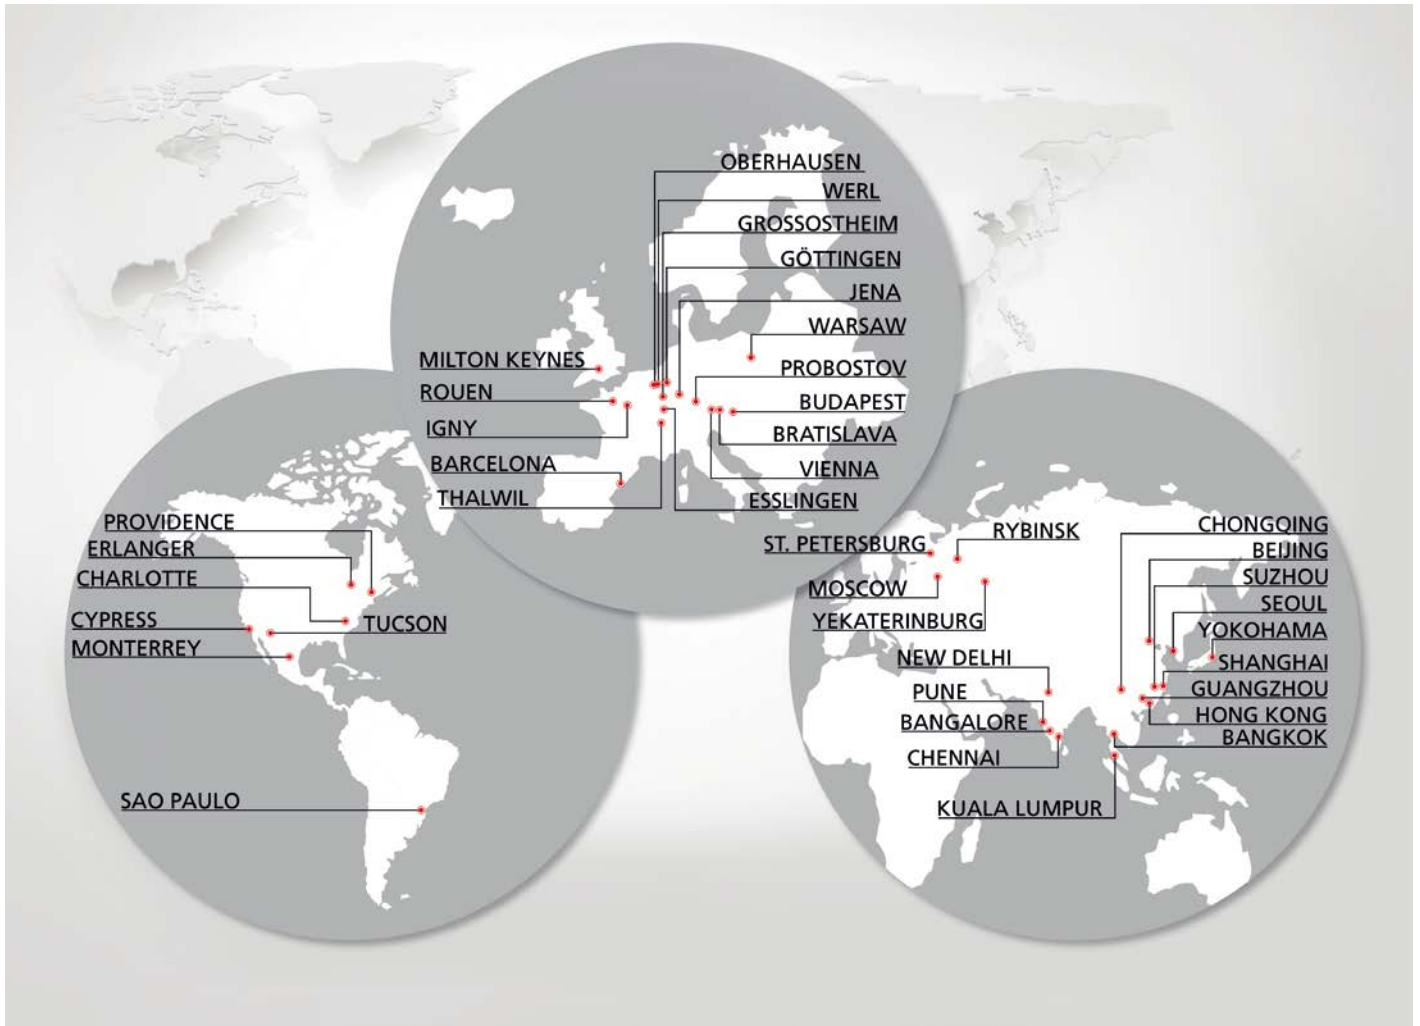 OBERHAUSEN
WERL
GROSSOSTHEIM
GÖTTINGEN
JENA
WARSAW
MILTON KEYNES
PROBOSTOV
ROUEN
BUDAPEST
IGNY
BRATISLAVA
BARCELONA
VIENNA
THALWIL
ESSLINGEN
PROVIDENCE
ERLANGER
CHARLOTTE
CYPRESS
TUCSON
MONTERREY
SAO PAULO
ST. PETERSBURG
RYBINSK
MOSCOW
YEKATERINBURG
NEW DELHI
PUNE
BANGALORE
CHENNAI
KUALA LUMPUR
CHONGQING
BEIJING
SUZHOU
SEOUL
YOKOHAMA
SHANGHAI
GUANGZHOU
HONG KONG
BANGKOK